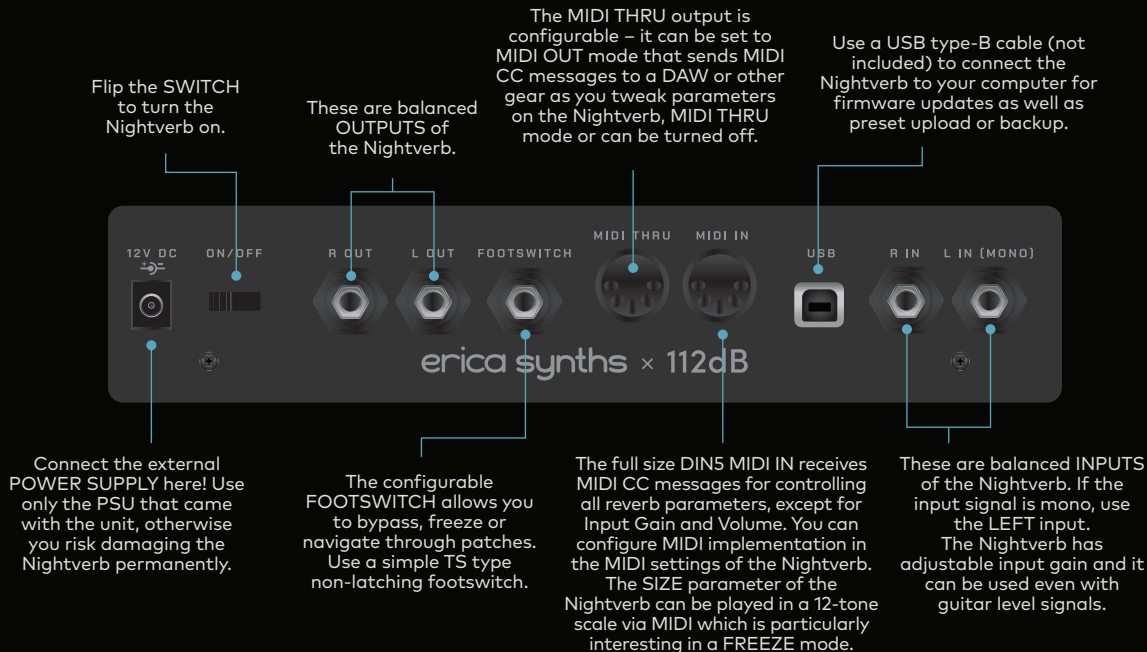 The MIDI THRU output is
configurable – it can be set to
MIDI OUT mode that sends MIDI
CC messages to a DAW or other
gear as you tweak parameters
on the Nightverb, MIDI THRU
mode or can be turned off.
Use a USB type-B cable (not
included) to connect the
Nightverb to your computer for
firmware updates as well as
preset upload or backup.
Flip the SWITCH
to turn the
Nightverb on.
These are balanced
OUTPUTS of
the Nightverb.
12V DC
ON/OFF
R OUT
L OUT
FOOTSWITCH
MIDI THRU
MIDI IN
USB
R IN
L IN (MONO)
erica synths × 112dB
Connect the external
POWER SUPPLY here! Use
only the PSU that came
with the unit, otherwise
you risk damaging the
Nightverb permanently.
The configurable
FOOTSWITCH allows you
to bypass, freeze or
navigate through patches.
Use a simple TS type
non-latching footswitch.
The full size DIN5 MIDI IN receives
MIDI CC messages for controlling
all reverb parameters, except for
Input Gain and Volume. You can
configure MIDI implementation in
the MIDI settings of the Nightverb.
The SIZE parameter of the
Nightverb can be played in a 12-tone
scale via MIDI which is particularly
interesting in a FREEZE mode.
These are balanced INPUTS
of the Nightverb. If the
input signal is mono, use
the LEFT input.
The Nightverb has
adjustable input gain and it
can be used even with
guitar level signals.